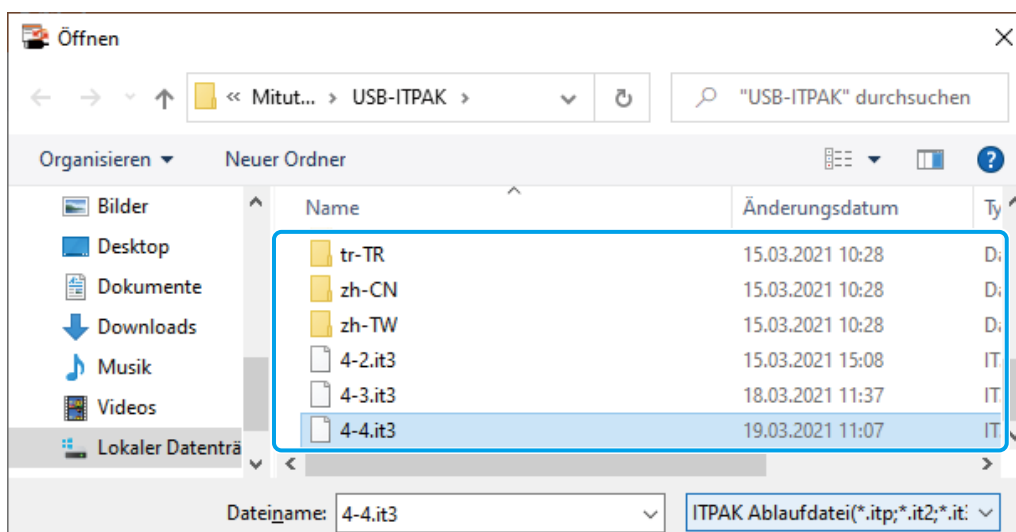 Öffnen
« Mitut... › USB-ITPAK ›
"USB-ITPAK" durchsuchen
Organisieren
Neuer Ordner
Bilder
Desktop
Dokumente
Downloads
Musik
Videos
Lokaler Datenträ
Name Änderungsdatum Ty
tr-TR 15.03.2021 10:28
zh-CN 15.03.2021 10:28
zh-TW 15.03.2021 10:28
4-2.it3 15.03.2021 15:08 IT
4-3.it3 18.03.2021 11:37 IT
4-4.it3 19.03.2021 11:07 IT
Dateiname: 4-4.it3 ITPAK Ablaufdatei(*.itp;*.it2;*.it